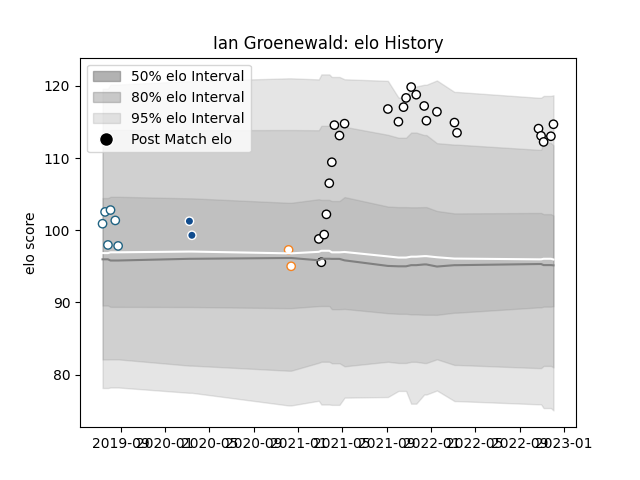 Ian Groenewald: elo History
50% elo Interval
80% elo Interval
95% elo Interval
Post Match elo
elo score
120
110
100
90
80
2019-09 2020-01 2020-05 2020-09 2021-01 2021-05 2021-09 2022-01 2022-05 2022-09 2023-01